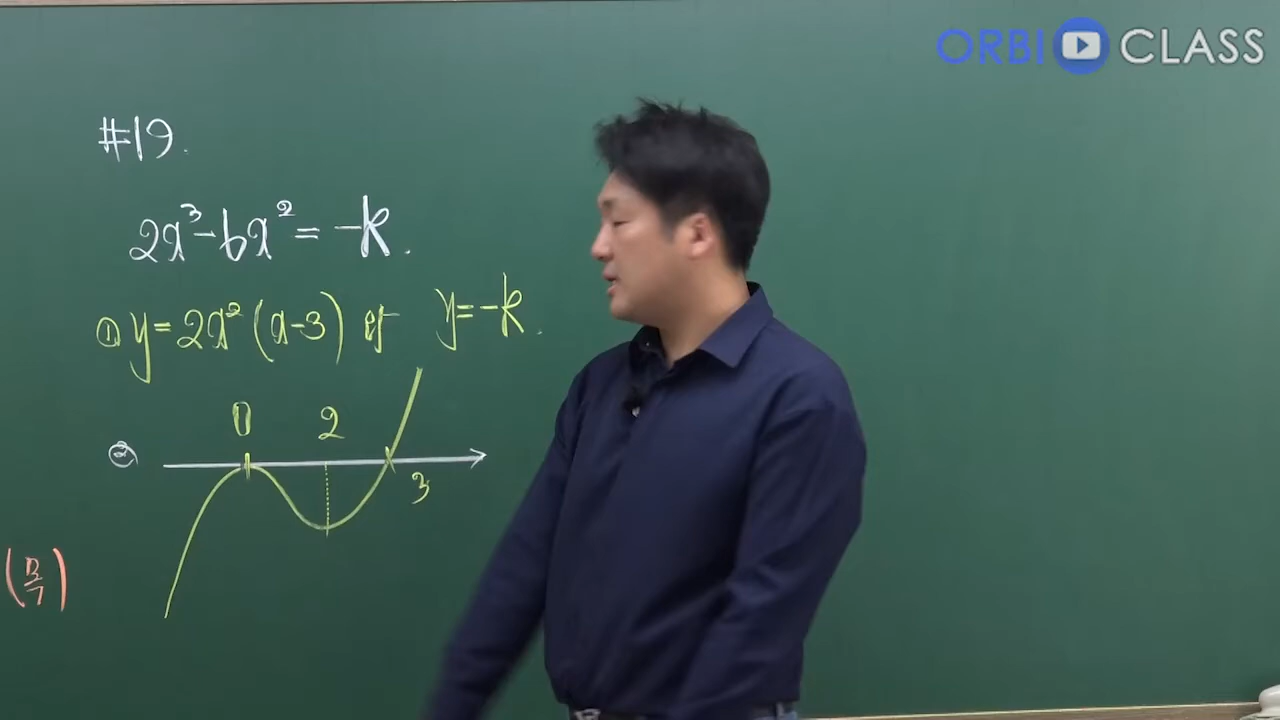 ORBI CLASS
#19.
2x³-6x²=-k.
① y=2x²(x-3) 와 y=-k.
0 2
②
3